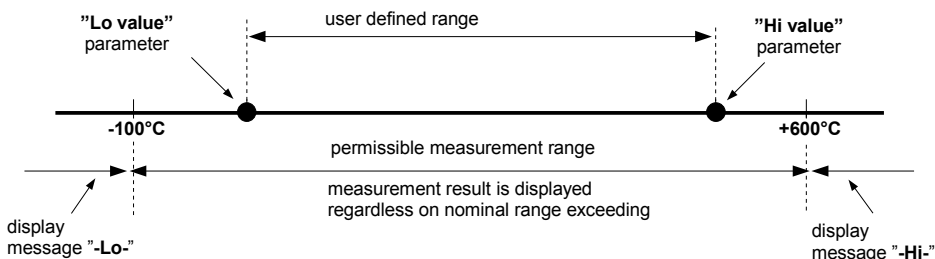 ”Lo value”
parameter
user defined range
”Hi value”
parameter
-100°C
+600°C
permissible measurement range
measurement result is displayed
regardless on nominal range exceeding
display
message ”-Lo-”
display
message ”-Hi-”